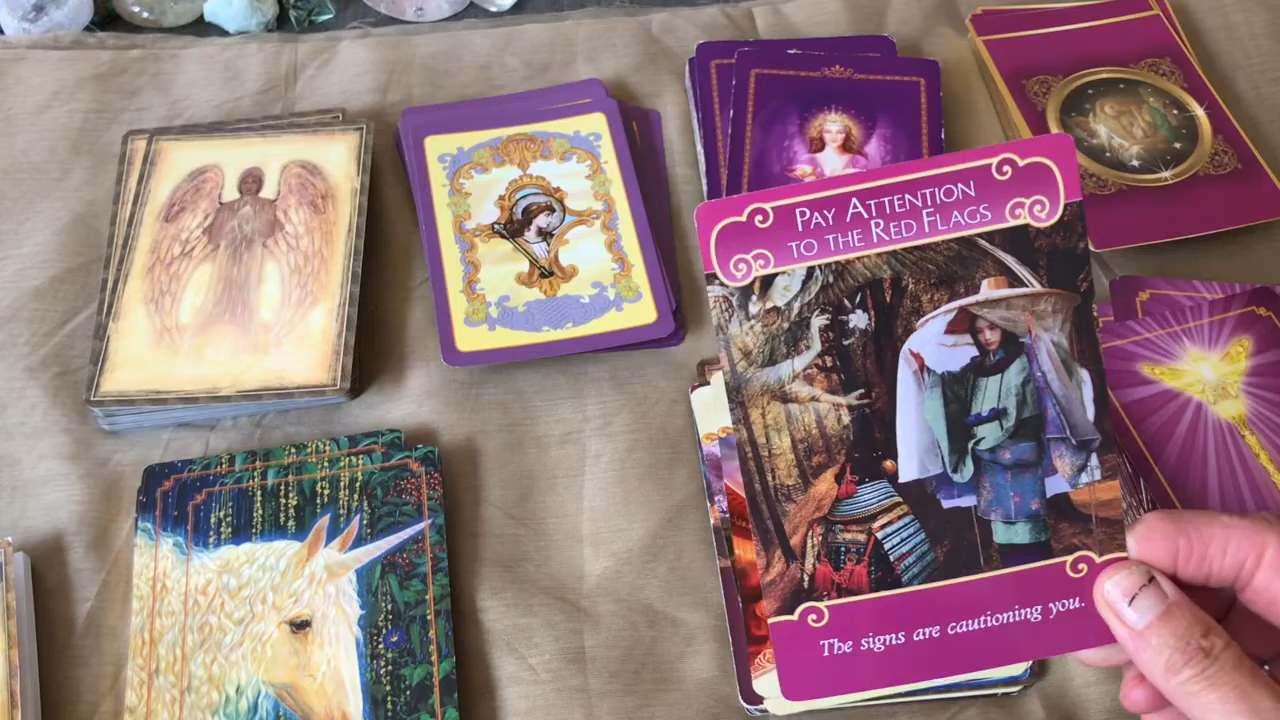 PAY ATTENTION
TO THE RED FLAGS
The signs are cautioning you.